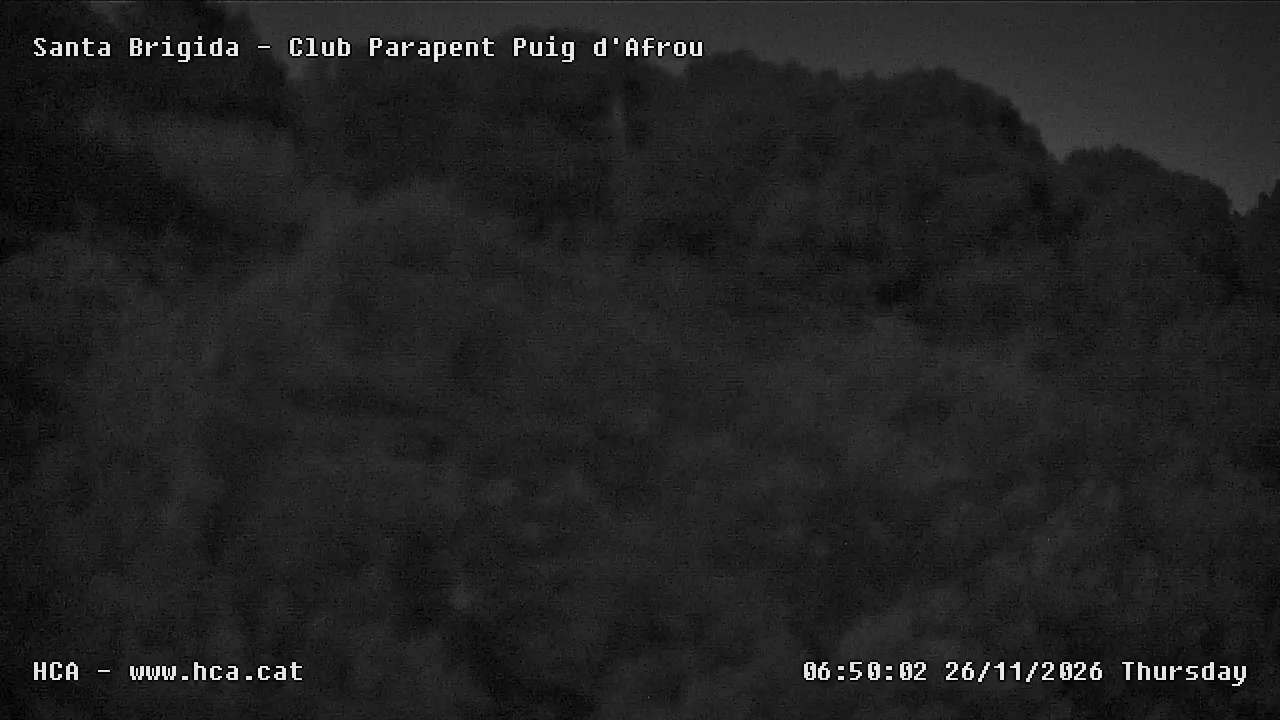 Santa Brigida - Club Parapent Puig d'Afrou
HCA - www.hca.cat
06:50:02 26/11/2026 Thursday